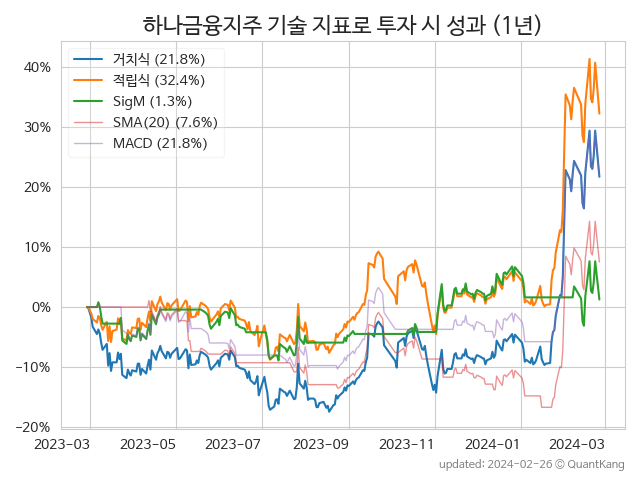 하나금융지주 기술 지표로 투자 시 성과 (1년)
거치식 (21.8%)
적립식 (32.4%)
SigM (1.3%)
SMA(20) (7.6%)
MACD (21.8%)
40%
30%
20%
10%
0%
−10%
−20%
2023-03 2023-05 2023-07 2023-09 2023-11 2024-01 2024-03
updated: 2024-02-26 © QuantKang